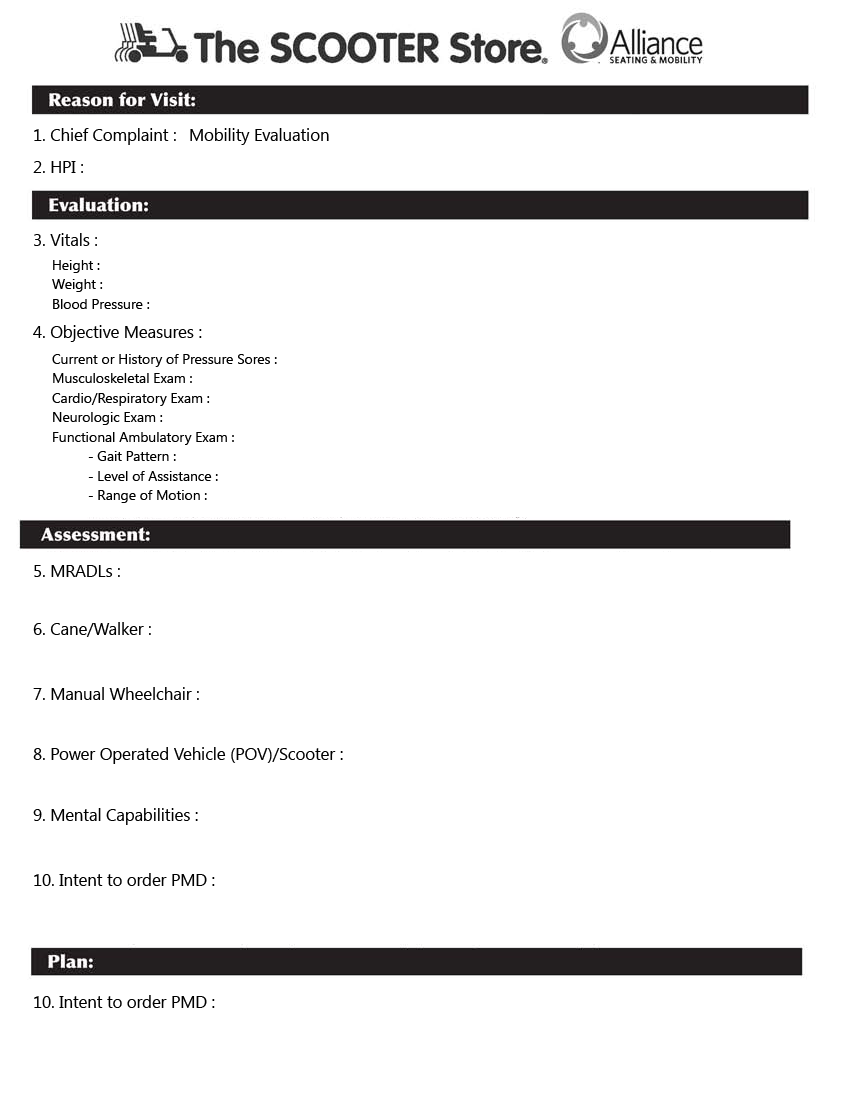 The SCOOTER Store® Alliance
SEATING & MOBILITY
Reason for Visit:
1. Chief Complaint : Mobility Evaluation
2. HPI :
Evaluation:
3. Vitals :
Height :
Weight :
Blood Pressure :
4. Objective Measures :
Current or History of Pressure Sores :
Musculoskeletal Exam :
Cardio/Respiratory Exam :
Neurologic Exam :
Functional Ambulatory Exam :
- Gait Pattern :
- Level of Assistance :
- Range of Motion :
Assessment:
5. MRADLs :
6. Cane/Walker :
7. Manual Wheelchair :
8. Power Operated Vehicle (POV)/Scooter :
9. Mental Capabilities :
10. Intent to order PMD :
Plan:
10. Intent to order PMD :